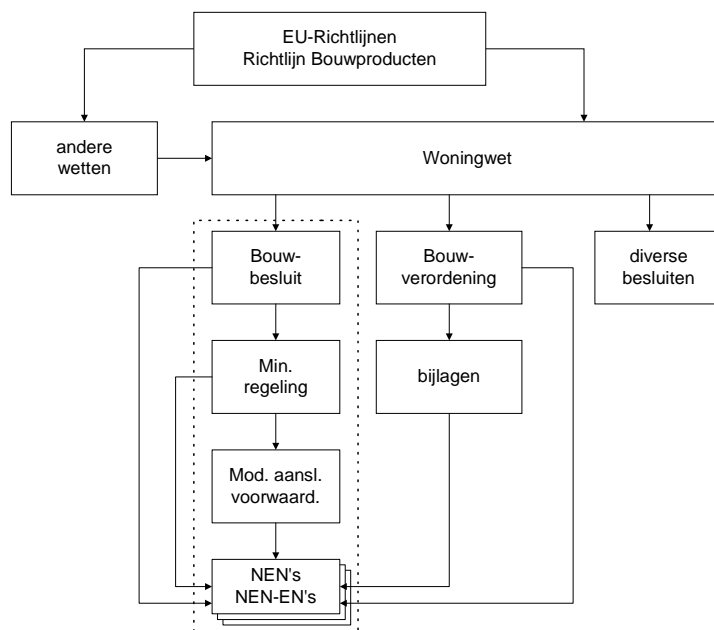 EU-Richtlijnen
Richtlijn Bouwproducten
andere
wetten
Woningwet
Bouw-
besluit
Bouw-
verordening
diverse
besluiten
Min.
regeling
bijlagen
Mod. aansl.
voorwaard.
NEN's
NEN-EN's